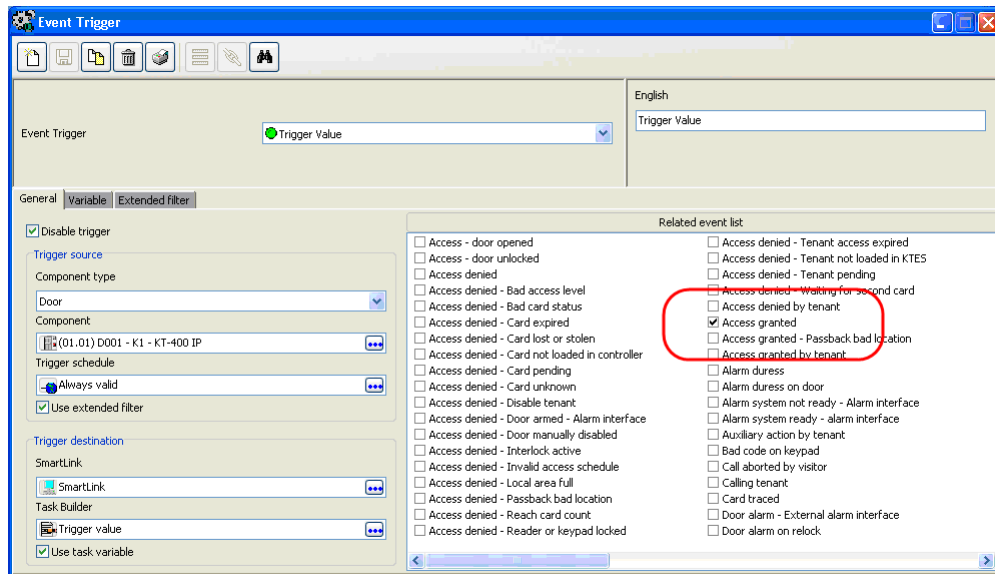 Event Trigger
English
Event Trigger
Trigger Value
Trigger Value
General
Variable
Extended filter
Disable trigger
Trigger source
Component type
Door
Component
(01.01) D001 - K1 - KT-400 IP
Trigger schedule
Always valid
Use extended filter
Trigger destination
SmartLink
SmartLink
Task Builder
Trigger value
Use task variable
Related event list
Access - door opened
Access - door unlocked
Access denied
Access denied - Bad access level
Access denied - Bad card status
Access denied - Card expired
Access denied - Card lost or stolen
Access denied - Card not loaded in controller
Access denied - Card pending
Access denied - Card unknown
Access denied - Disable tenant
Access denied - Door armed - Alarm interface
Access denied - Door manually disabled
Access denied - Interlock active
Access denied - Invalid access schedule
Access denied - Local area full
Access denied - Passback bad location
Access denied - Reach card count
Access denied - Reader or keypad locked
Access denied - Tenant access expired
Access denied - Tenant not loaded in KTES
Access denied - Tenant pending
Access denied - Waiting for second card
Access denied by tenant
Access granted
Access granted - Passback bad location
Access granted by tenant
Alarm duress
Alarm duress on door
Alarm system not ready - Alarm interface
Alarm system ready - alarm interface
Auxiliary action by tenant
Bad code on keypad
Call aborted by visitor
Calling tenant
Card traced
Door alarm - External alarm interface
Door alarm on relock